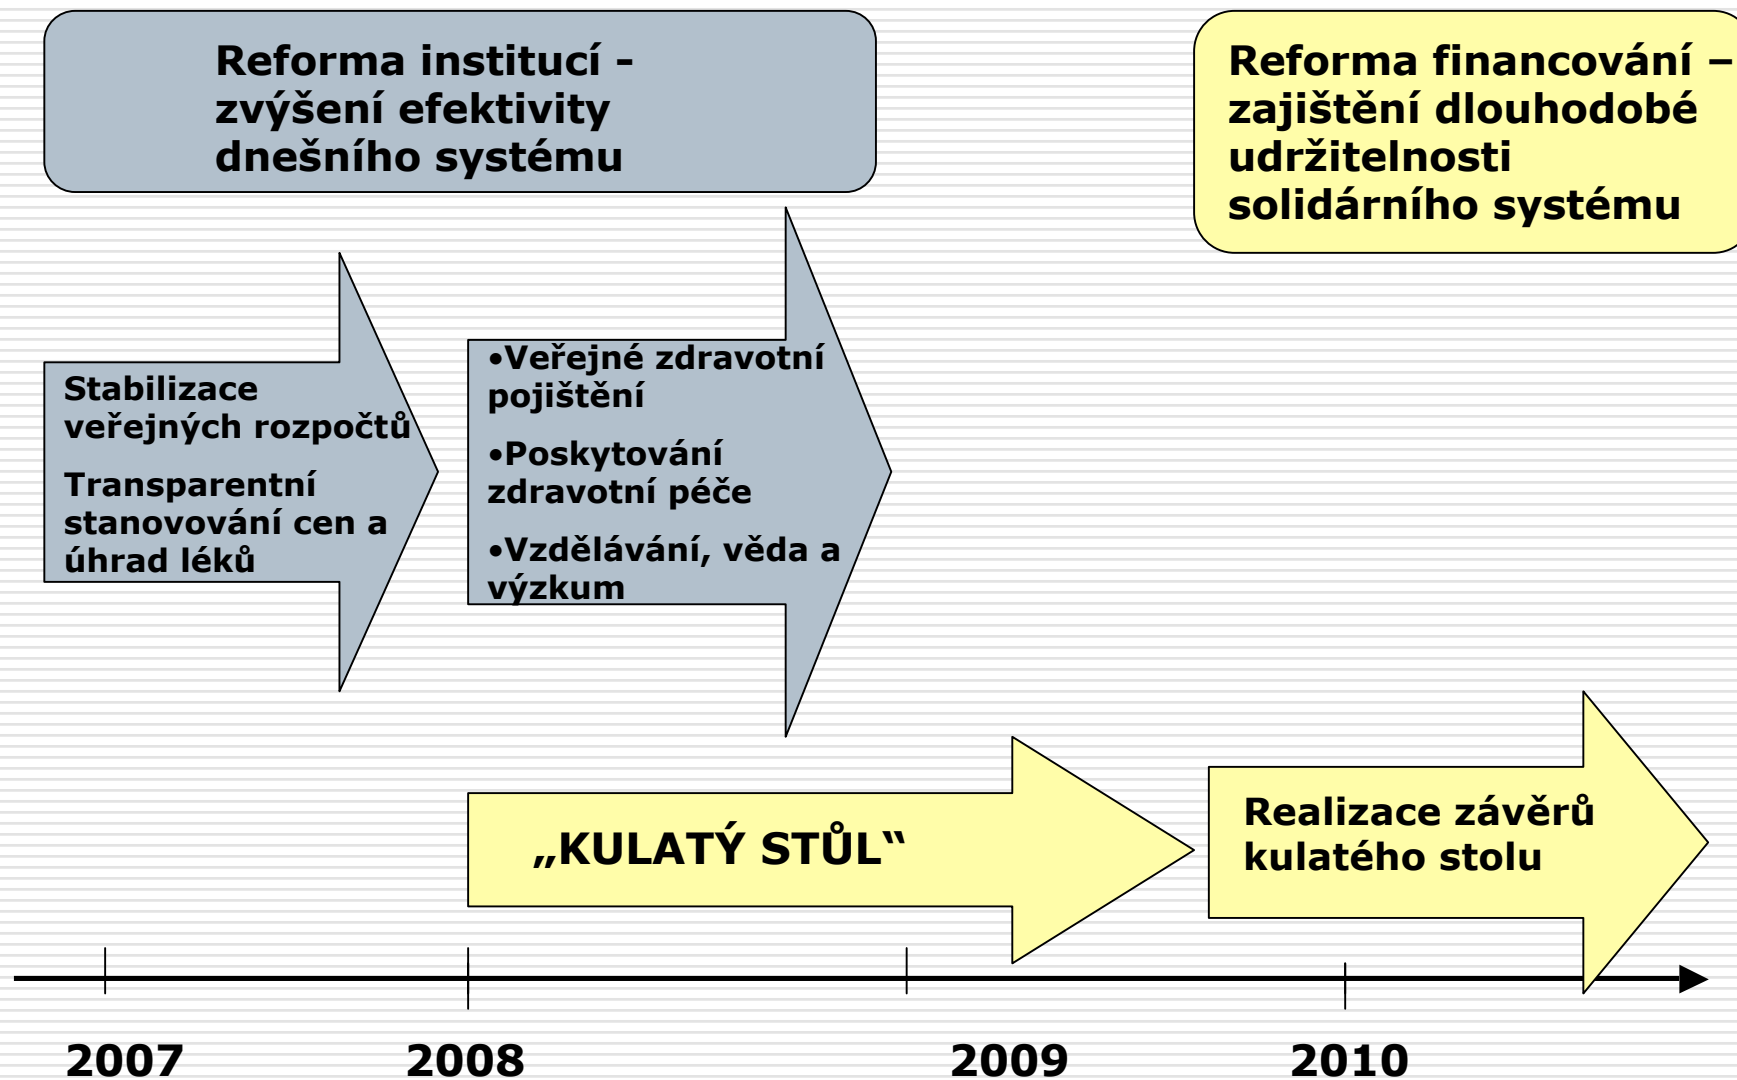 Reforma institucí -
zvýšení efektivity
dnešního systému
Reforma financování –
zajištění dlouhodobé
udržitelnosti
solidárního systému
Stabilizace
veřejných rozpočtů
Transparentní
stanovování cen a
úhrad léků
•Veřejné zdravotní
pojištění
•Poskytování
zdravotní péče
•Vzdělávání, věda a
výzkum
„KULATÝ STŮL“
Realizace závěrů
kulatého stolu
2007
2008
2009
2010